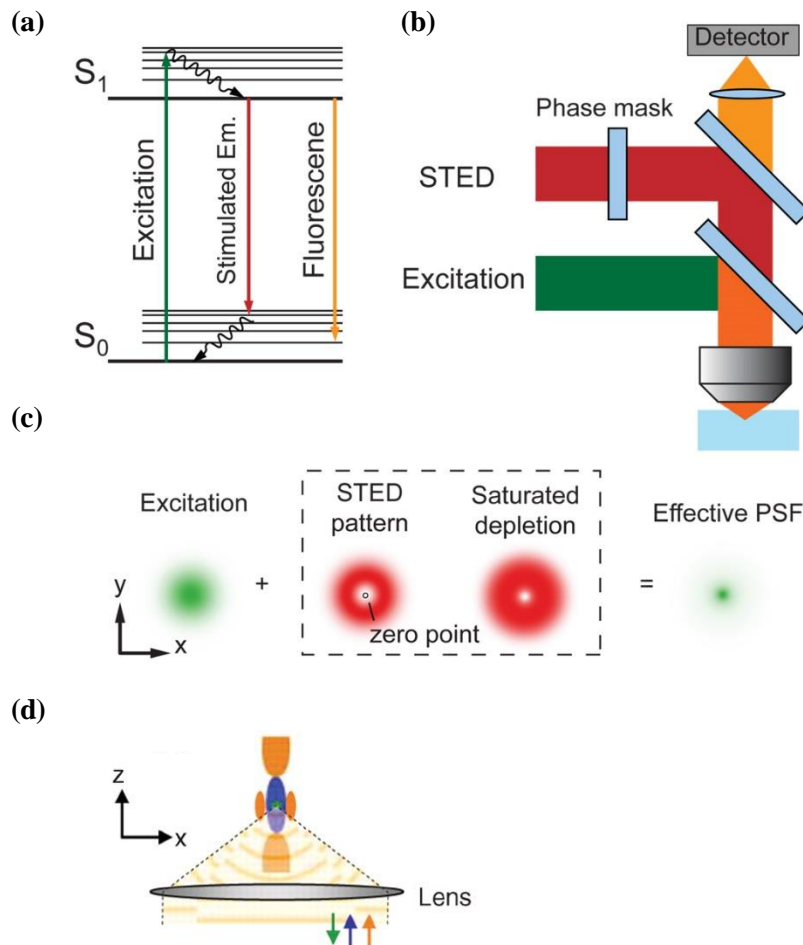 (a)
S1
Excitation
Stimulated Em.
Fluorescene
S0
(b)
Detector
Phase mask
STED
Excitation
(c)
Excitation
STED
pattern
Saturated
depletion
Effective PSF
y
x
+
=
zero point
(d)
z
x
Lens